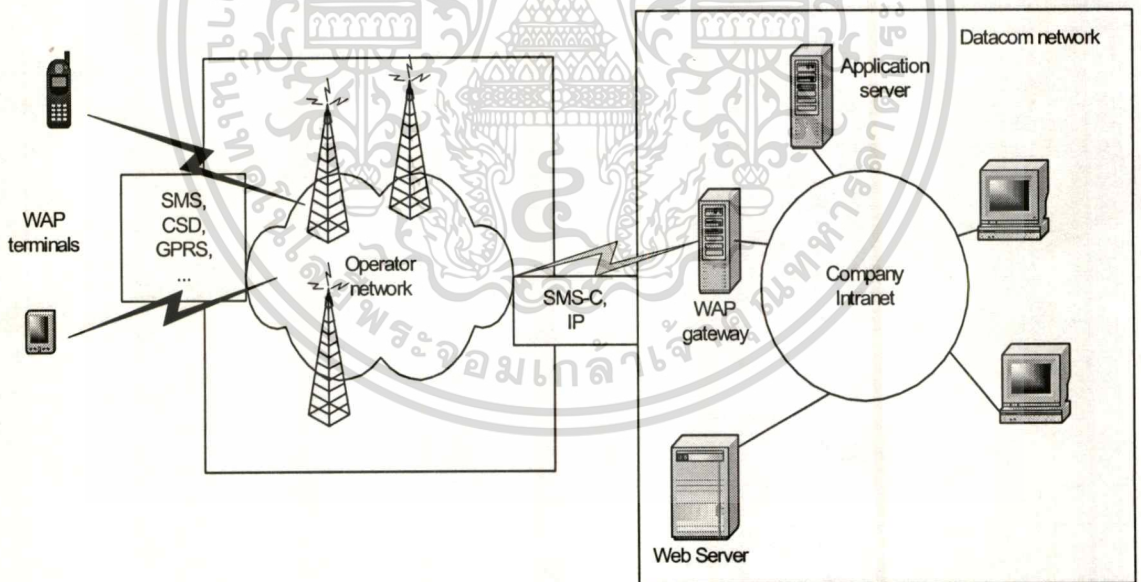 Datacom network
Application
server
WAP
terminals
SMS,
CSD,
GPRS,
...
Operator
network
SMS-C,
IP
WAP
gateway
Company
Intranet
Web Server